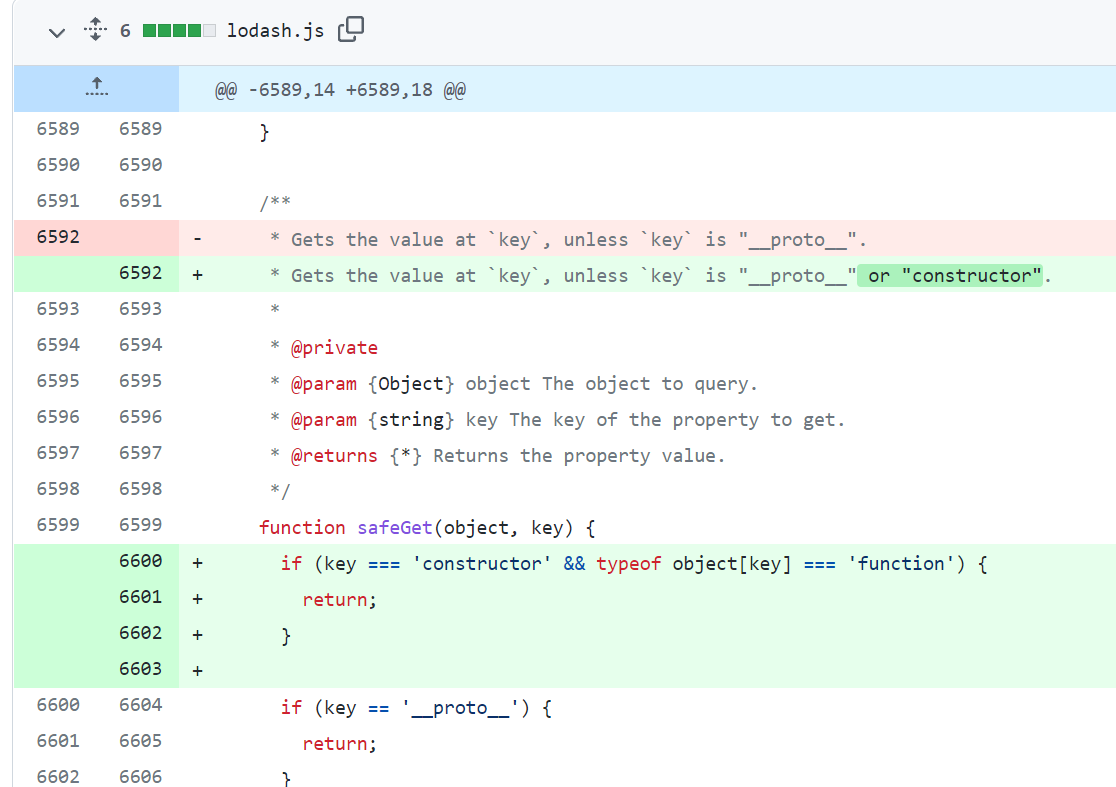 6 lodash.js
@@ -6589,14 +6589,18 @@
6589 6589 }
6590 6590
6591 6591 /**
6592 - * Gets the value at `key`, unless `key` is "__proto__".
6592 + * Gets the value at `key`, unless `key` is "__proto__" or "constructor".
6593 6593 *
6594 6594 * @private
6595 6595 * @param {Object} object The object to query.
6596 6596 * @param {string} key The key of the property to get.
6597 6597 * @returns {*} Returns the property value.
6598 6598 */
6599 6599 function safeGet(object, key) {
6600 + if (key === 'constructor' && typeof object[key] === 'function') {
6601 + return;
6602 + }
6603 +
6600 6604 if (key == '__proto__') {
6601 6605 return;
6602 6606 }